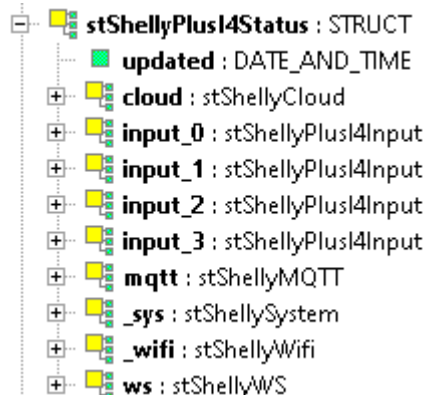 stShellyPlusI4Status : STRUCT
updated : DATE_AND_TIME
cloud : stShellyCloud
input_0 : stShellyPlusI4Input
input_1 : stShellyPlusI4Input
input_2 : stShellyPlusI4Input
input_3 : stShellyPlusI4Input
mqtt : stShellyMQTT
_sys : stShellySystem
_wifi : stShellyWifi
ws : stShellyWS